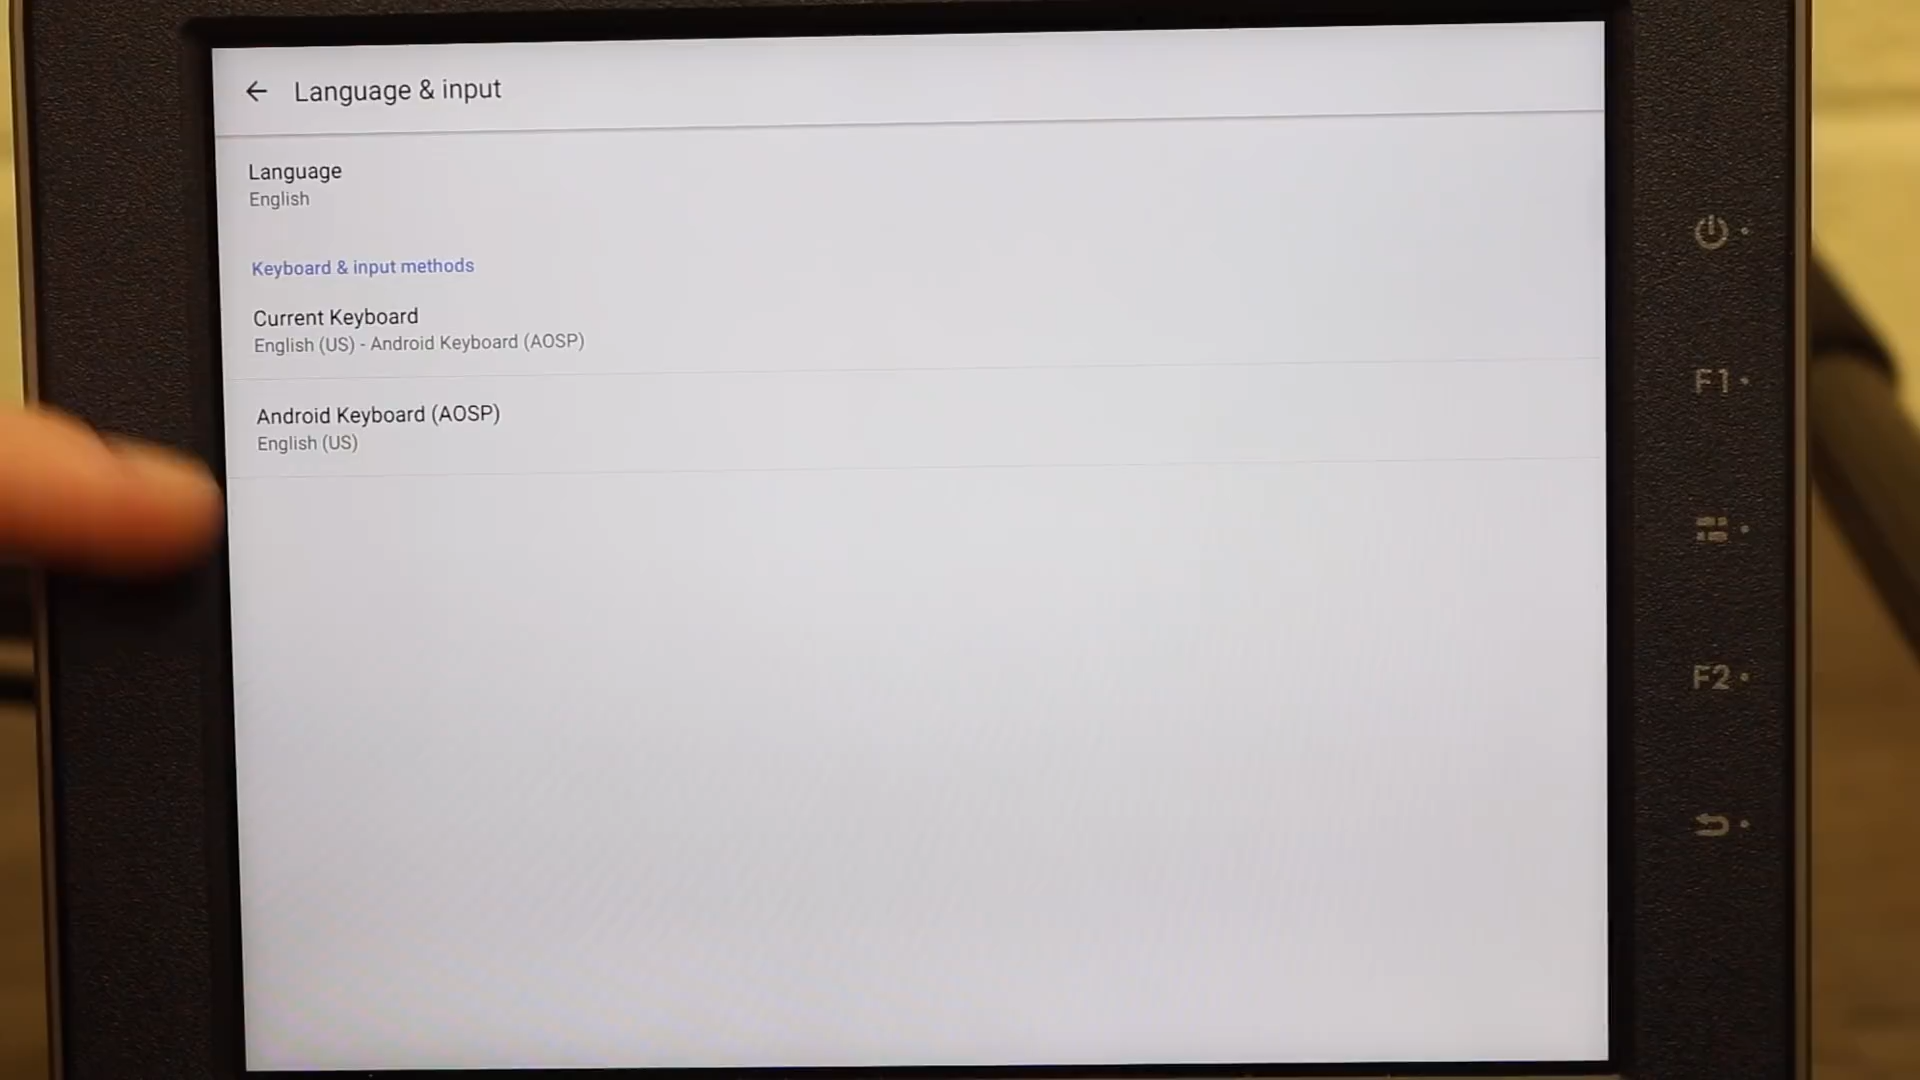 Language & input
Language
English
Keyboard & input methods
Current Keyboard
English (US) - Android Keyboard (AOSP)
Android Keyboard (AOSP)
English (US)
F1
F2